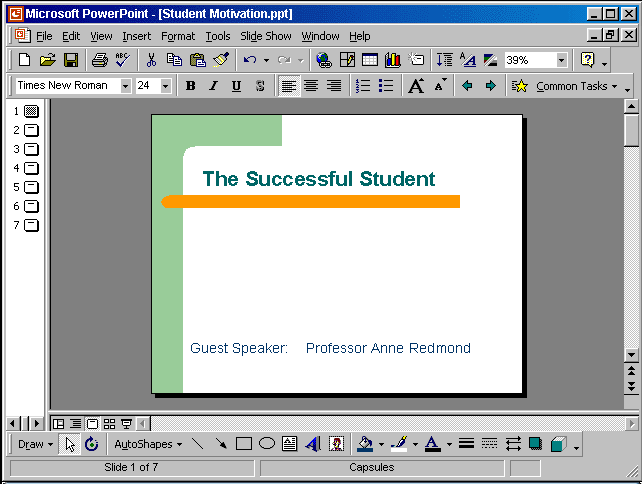 Microsoft PowerPoint - [Student Motivation.ppt]
File Edit View Insert Format Tools Slide Show Window Help
39%
Times New Roman 24 B I U S A A Common Tasks
1
2
3
4
5
6
7
The Successful Student
Guest Speaker: Professor Anne Redmond
Draw AutoShapes A A
Slide 1 of 7 Capsules